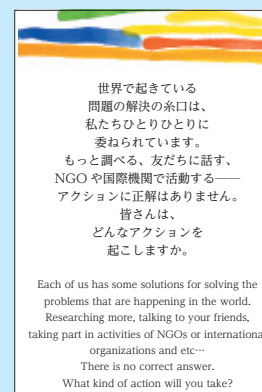 世界で起きている
問題の解決の糸口は、
私たちひとりひとりに
委ねられています。
もっと調べる、友だちに話す、
NGO や国際機関で活動する――
アクションに正解はありません。
皆さんは、
どんなアクションを
起こしますか。
Each of us has some solutions for solving the
problems that are happening in the world.
Researching more, talking to your friends,
taking part in activities of NGOs or internationa
organizations and etc…
There is no correct answer.
What kind of action will you take?